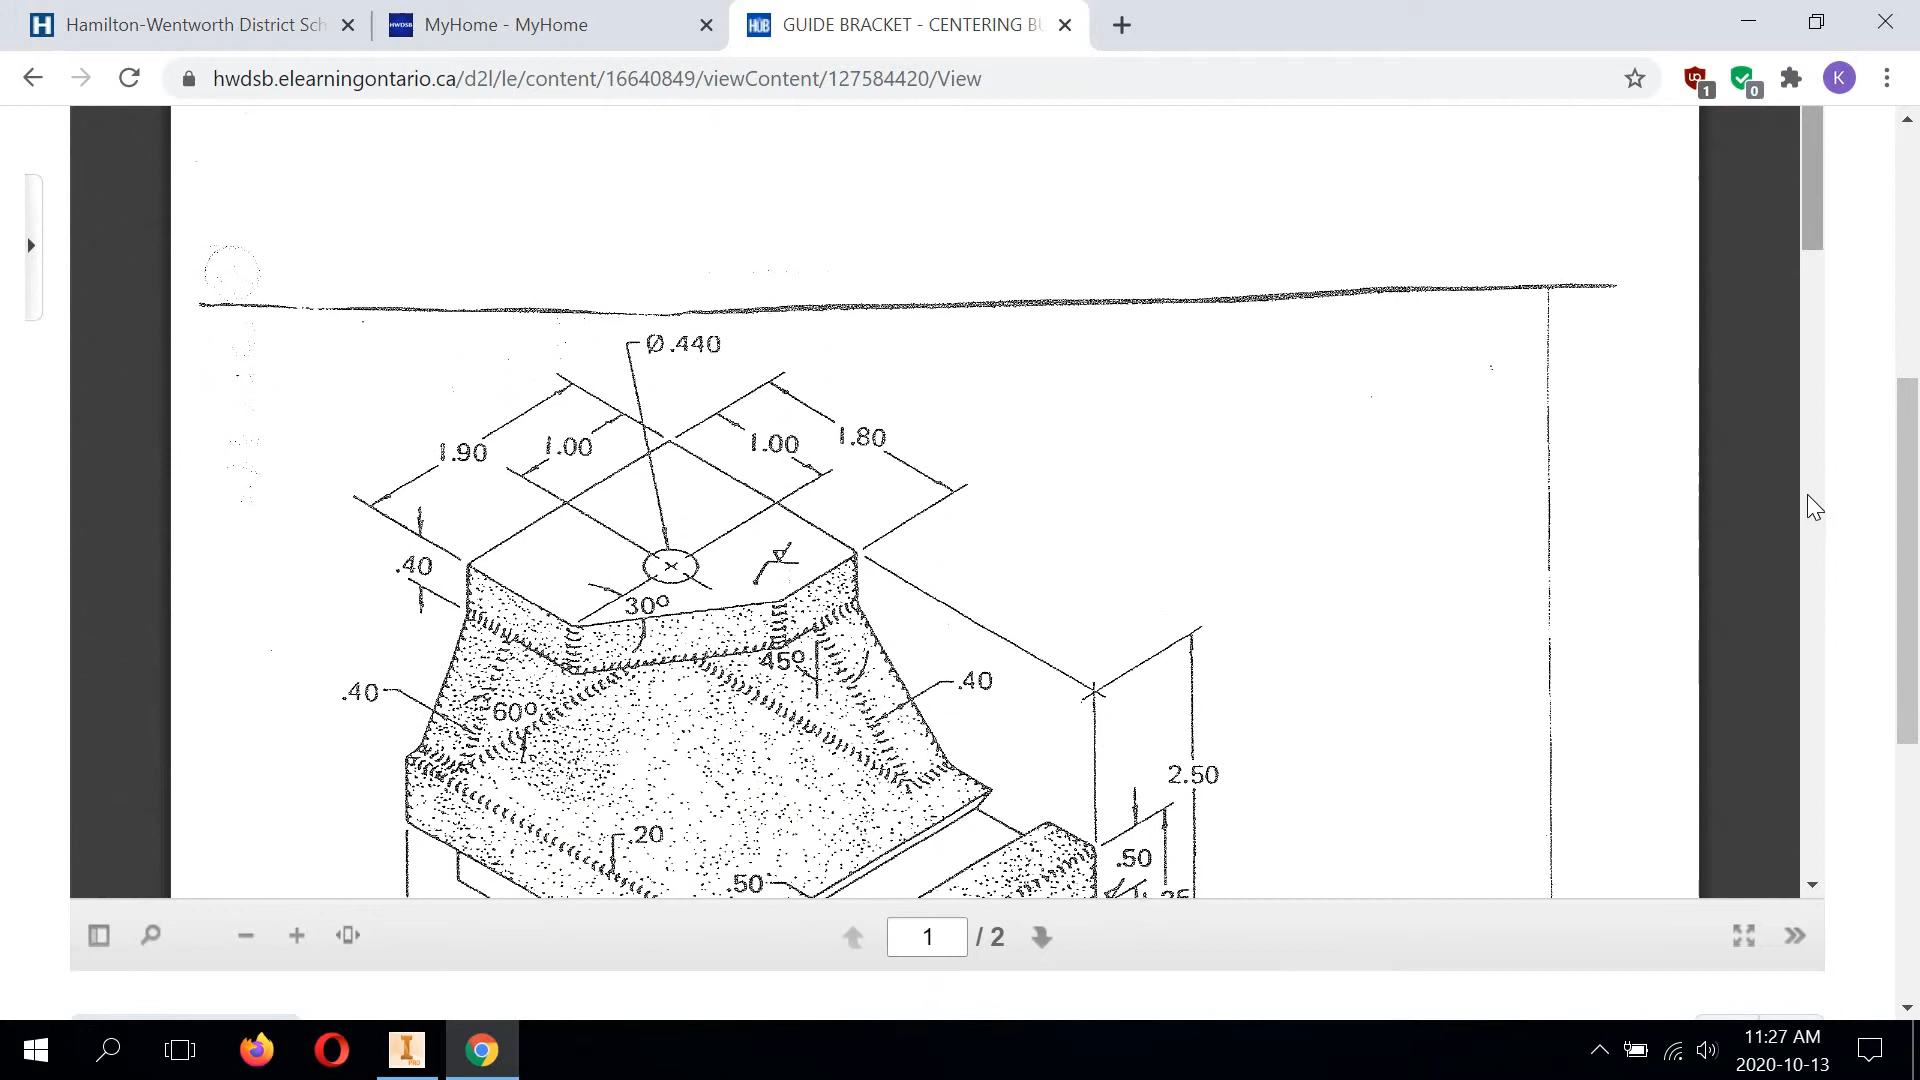 Hamilton-Wentworth District Sch
MyHome - MyHome
GUIDE BRACKET - CENTERING BU
hwdsb.elearningontario.ca/d2l/le/content/16640849/viewContent/127584420/View
1
0
K
Ø.440
1.90
1.00
1.00
1.80
.40
30º
45º
.40
.40
60º
2.50
.20
.50
.50
1 / 2
11:27 AM
2020-10-13